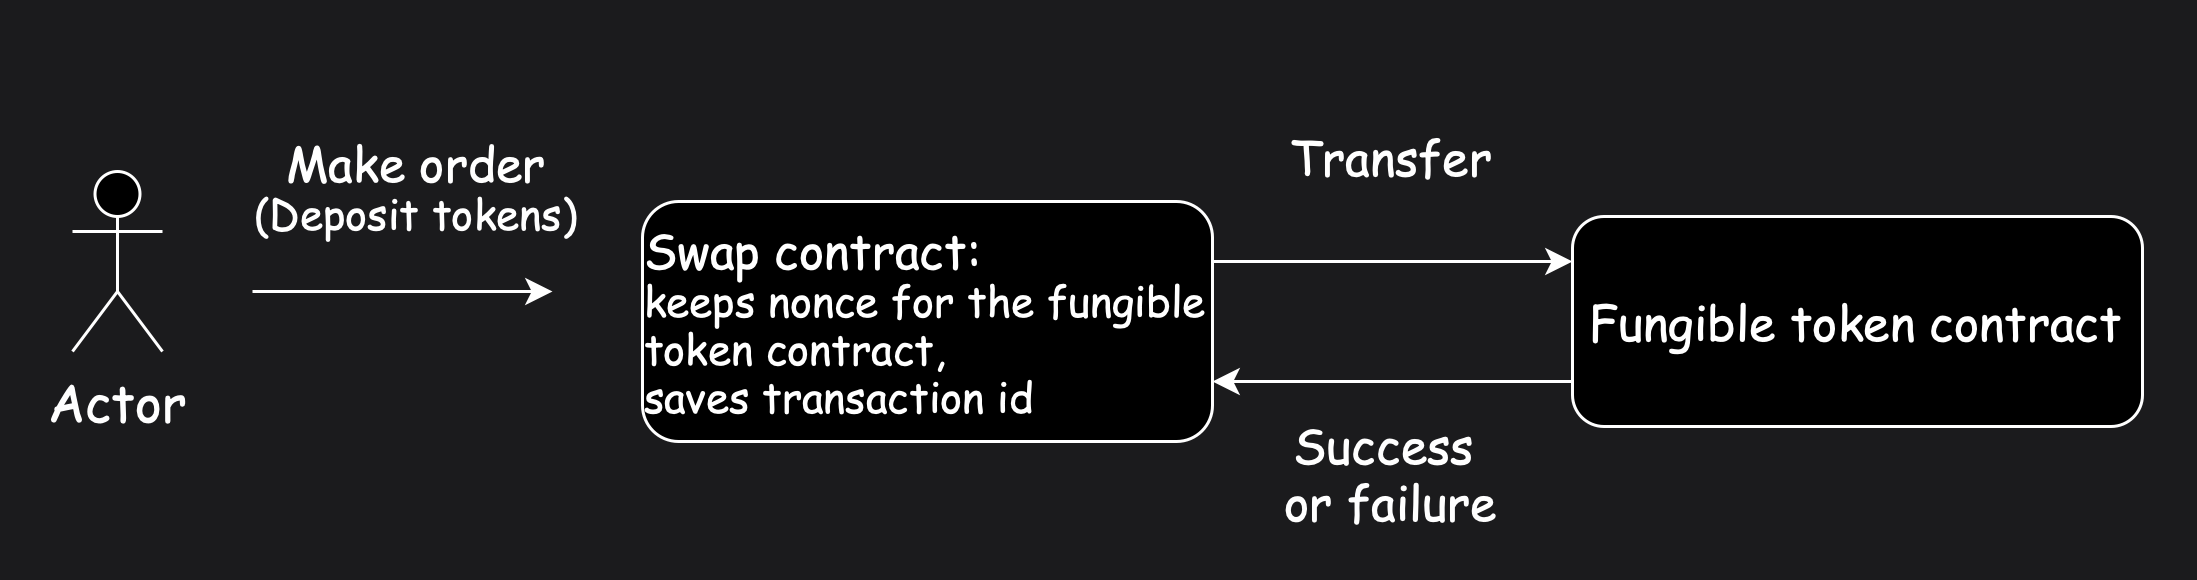 Make order
(Deposit tokens)
Actor
Swap contract:
keeps nonce for the fungible
token contract,
saves transaction id
Transfer
Success
or failure
Fungible token contract